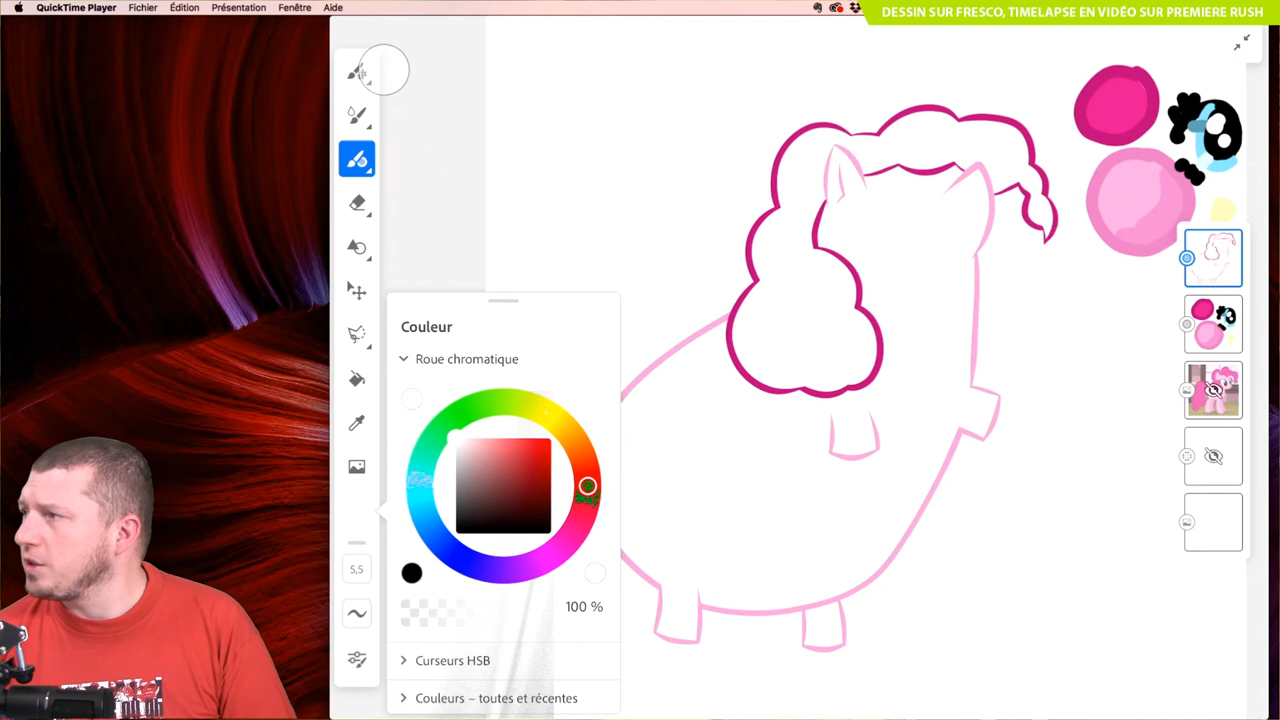 QuickTime Player Fichier Édition Présentation Fenêtre Aide
DESSIN SUR FRESCO, TIMELAPSE EN VIDÉO SUR PREMIERE RUSH
Couleur
Roue chromatique
5,5
100 %
Curseurs HSB
Couleurs – toutes et récentes